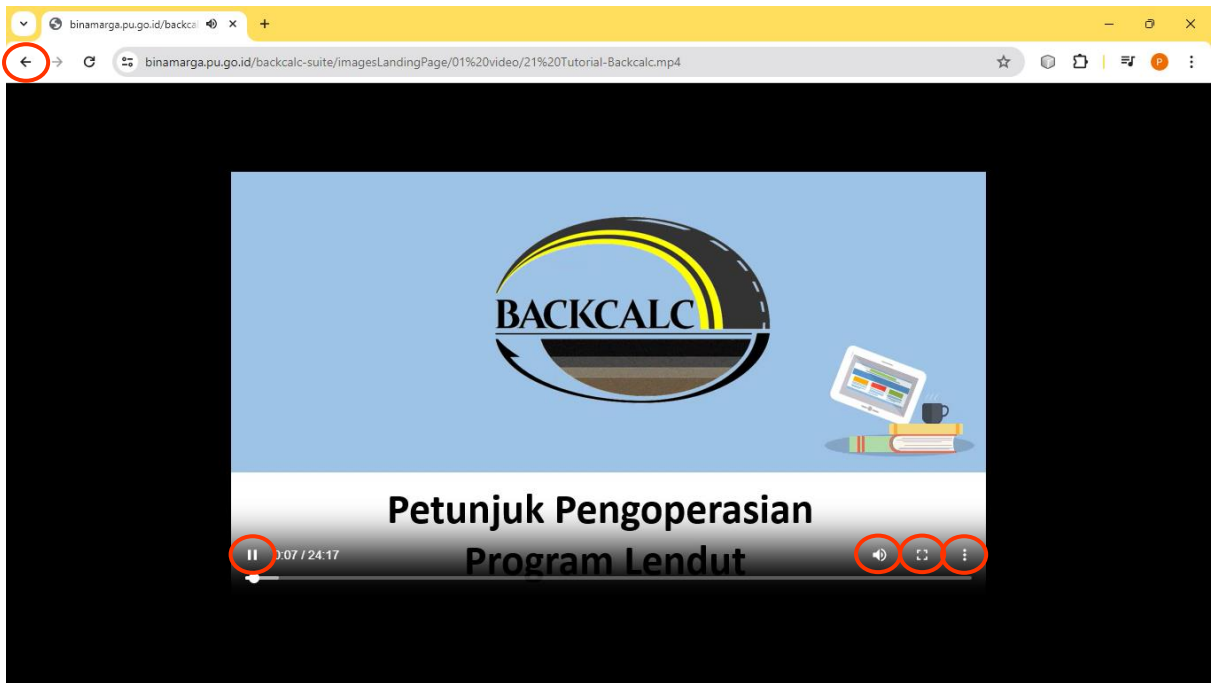 binamarga.pu.go.id/backca
binamarga.pu.go.id/backcalc-suite/imagesLandingPage/01%20video/21%20Tutorial-Backcalc.mp4
P
BACKCALC
Petunjuk Pengoperasian
Program Lendut
0:07 / 24:17